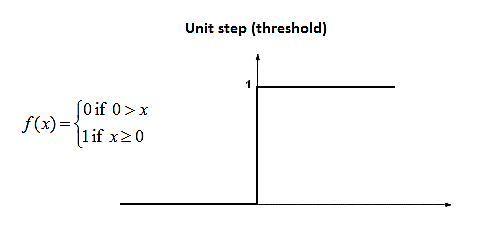 Unit step (threshold)
1
f(x)={0 if 0 > x
1 if x ≥ 0